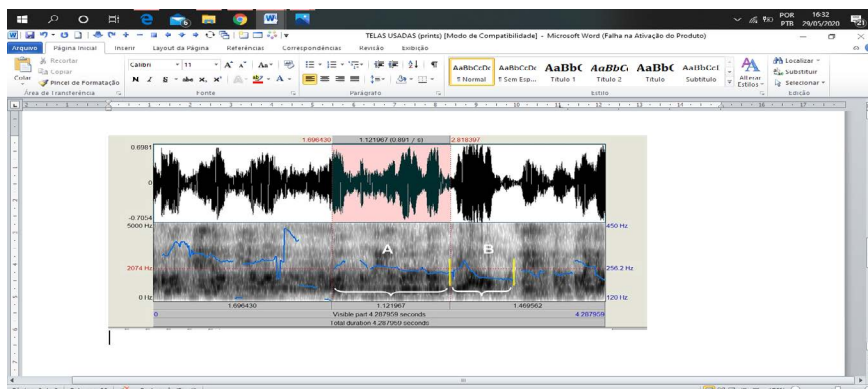 POR 16:32
PTB 29/05/2020
TELAS USADAS (prints) [Modo de Compatibilidade] - Microsoft Word (Falha na Ativação do Produto)
Arquivo Página Inicial Inserir Layout da Página Referências Correspondências Revisão Exibição
Recortar
Copiar
Pincel de Formatação
Colar
Calibri
N I S abc X₂ X²
AaBbCcDc AaBbCcDc AaBbC AaBbCc AaBbC AaBbCcI
¶ Normal ¶ Sem Esp... Título 1 Título 2 Título Subtítulo
Alterar Estilos
Localizar
Substituir
Selecionar
Área de Transferência Fonte Parágrafo Estilo Edição
1.696430 1.121967 (0.891 / s) 2.818397
0.6981
0
-0.7054
5000 Hz 450 Hz
A B
2074 Hz 256.2 Hz
0 Hz 120 Hz
1.696430 1.121967 1.469562
0 Visible part 4.287959 seconds 4.287959
Total duration 4.287959 seconds